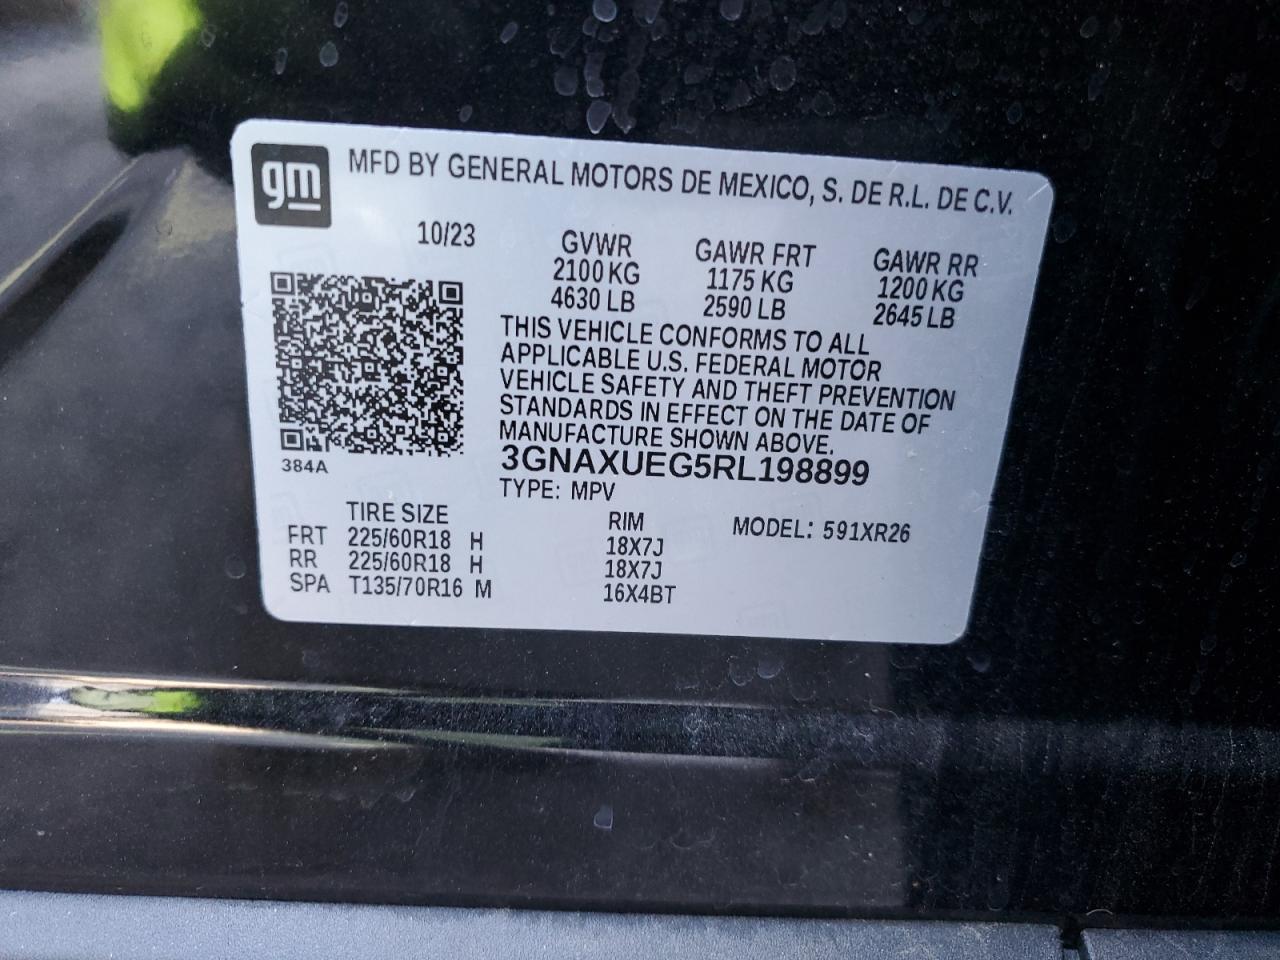 gm
MFD BY GENERAL MOTORS DE MEXICO, S. DE R.L. DE C.V.
10/23 GVWR GAWR FRT GAWR RR
2100 KG 1175 KG 1200 KG
4630 LB 2590 LB 2645 LB
THIS VEHICLE CONFORMS TO ALL
APPLICABLE U.S. FEDERAL MOTOR
VEHICLE SAFETY AND THEFT PREVENTION
STANDARDS IN EFFECT ON THE DATE OF
MANUFACTURE SHOWN ABOVE.
384A
3GNAXUEG5RL198899
TYPE: MPV
TIRE SIZE RIM MODEL: 591XR26
FRT 225/60R18 H 18X7J
RR 225/60R18 H 18X7J
SPA T135/70R16 M 16X4BT